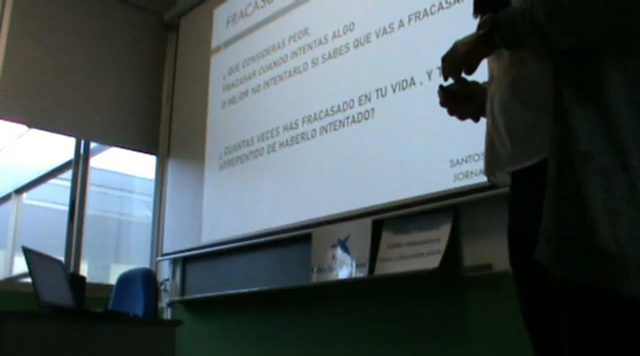 FRACASO
¿ QUE CONSIDERAS PEOR,
FRACASAR CUANDO INTENTAS ALGO
O MEJOR NO INTENTARLO SI SABES QUE VAS A FRACASAR
¿ CUANTAS VECES HAS FRACASADO EN TU VIDA , Y T
ARREPENTIDO DE HABERLO INTENTADO?
SANTO
JORNA